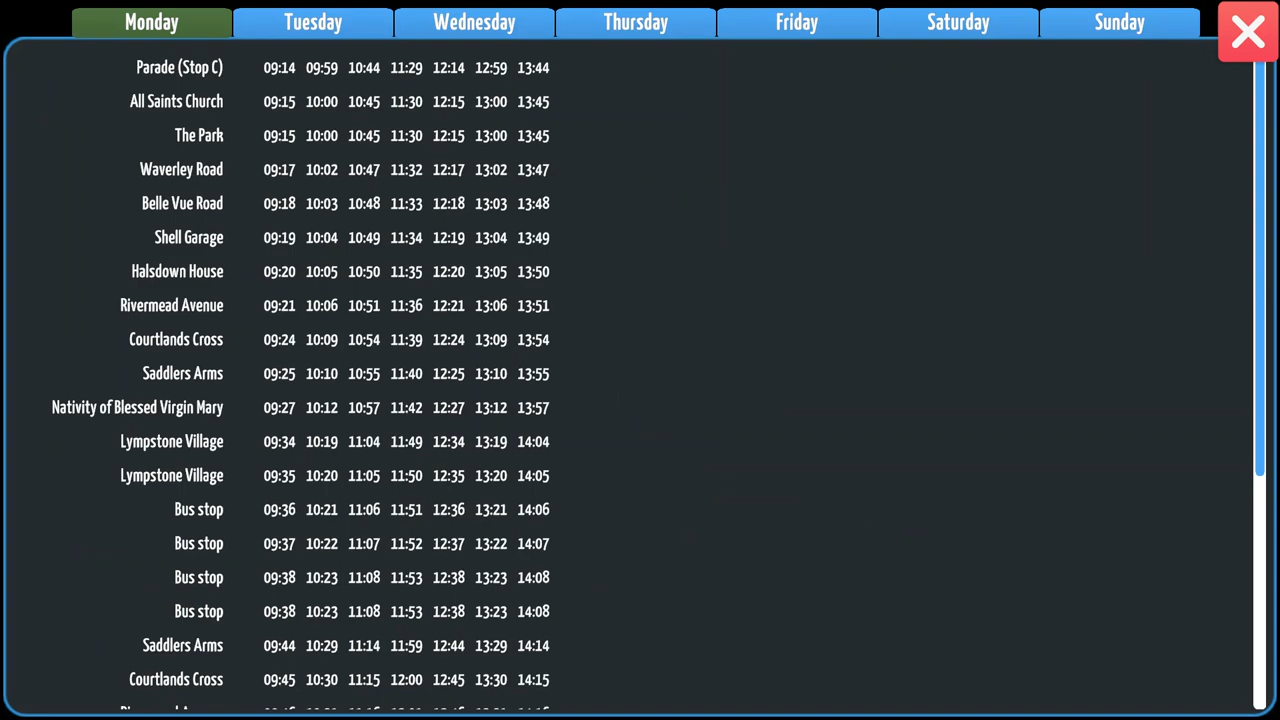 Monday Tuesday Wednesday Thursday Friday Saturday Sunday
Parade (Stop C) 09:14 09:59 10:44 11:29 12:14 12:59 13:44
All Saints Church 09:15 10:00 10:45 11:30 12:15 13:00 13:45
The Park 09:15 10:00 10:45 11:30 12:15 13:00 13:45
Waverley Road 09:17 10:02 10:47 11:32 12:17 13:02 13:47
Belle Vue Road 09:18 10:03 10:48 11:33 12:18 13:03 13:48
Shell Garage 09:19 10:04 10:49 11:34 12:19 13:04 13:49
Halsdown House 09:20 10:05 10:50 11:35 12:20 13:05 13:50
Rivermead Avenue 09:21 10:06 10:51 11:36 12:21 13:06 13:51
Courtlands Cross 09:24 10:09 10:54 11:39 12:24 13:09 13:54
Saddlers Arms 09:25 10:10 10:55 11:40 12:25 13:10 13:55
Nativity of Blessed Virgin Mary 09:27 10:12 10:57 11:42 12:27 13:12 13:57
Lympstone Village 09:34 10:19 11:04 11:49 12:34 13:19 14:04
Lympstone Village 09:35 10:20 11:05 11:50 12:35 13:20 14:05
Bus stop 09:36 10:21 11:06 11:51 12:36 13:21 14:06
Bus stop 09:37 10:22 11:07 11:52 12:37 13:22 14:07
Bus stop 09:38 10:23 11:08 11:53 12:38 13:23 14:08
Bus stop 09:38 10:23 11:08 11:53 12:38 13:23 14:08
Saddlers Arms 09:44 10:29 11:14 11:59 12:44 13:29 14:14
Courtlands Cross 09:45 10:30 11:15 12:00 12:45 13:30 14:15